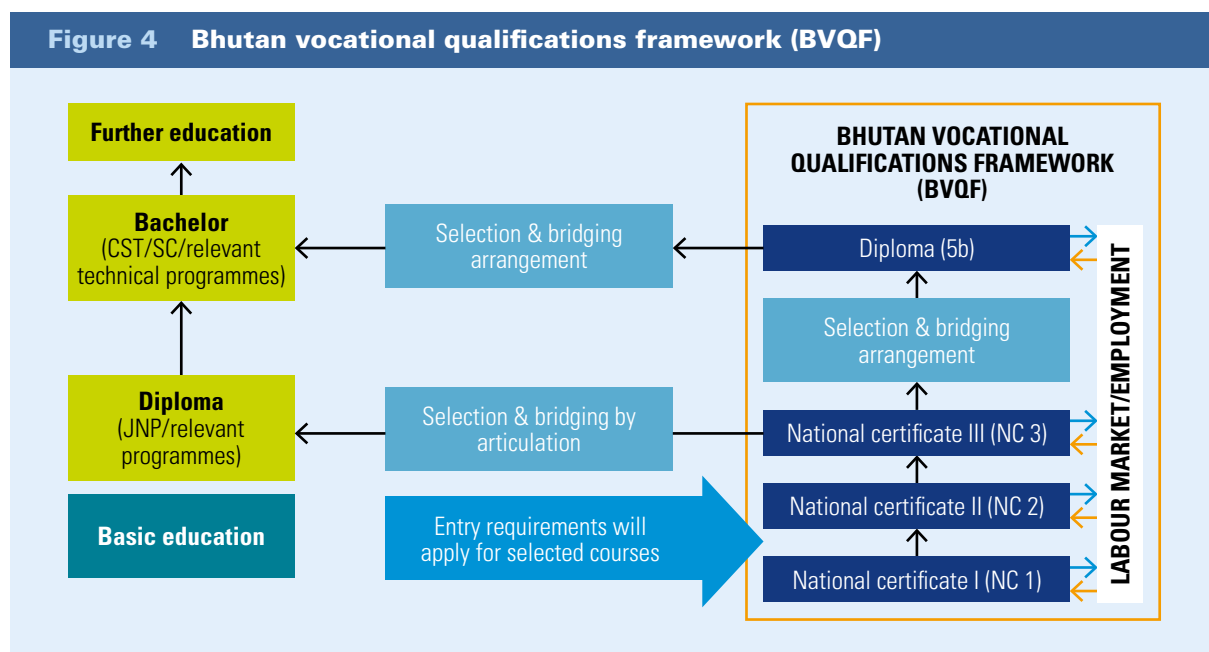 Figure 4 Bhutan vocational qualifications framework (BVQF)
Further education
Bachelor
(CST/SC/relevant
technical programmes)
Diploma
(JNP/relevant
programmes)
Basic education
Selection & bridging
arrangement
Selection & bridging by
articulation
Entry requirements will
apply for selected courses
BHUTAN VOCATIONAL
QUALIFICATIONS FRAMEWORK
(BVQF)
Diploma (5b)
Selection & bridging
arrangement
National certificate III (NC 3)
National certificate II (NC 2)
National certificate I (NC 1)
LABOUR MARKET/EMPLOYMENT